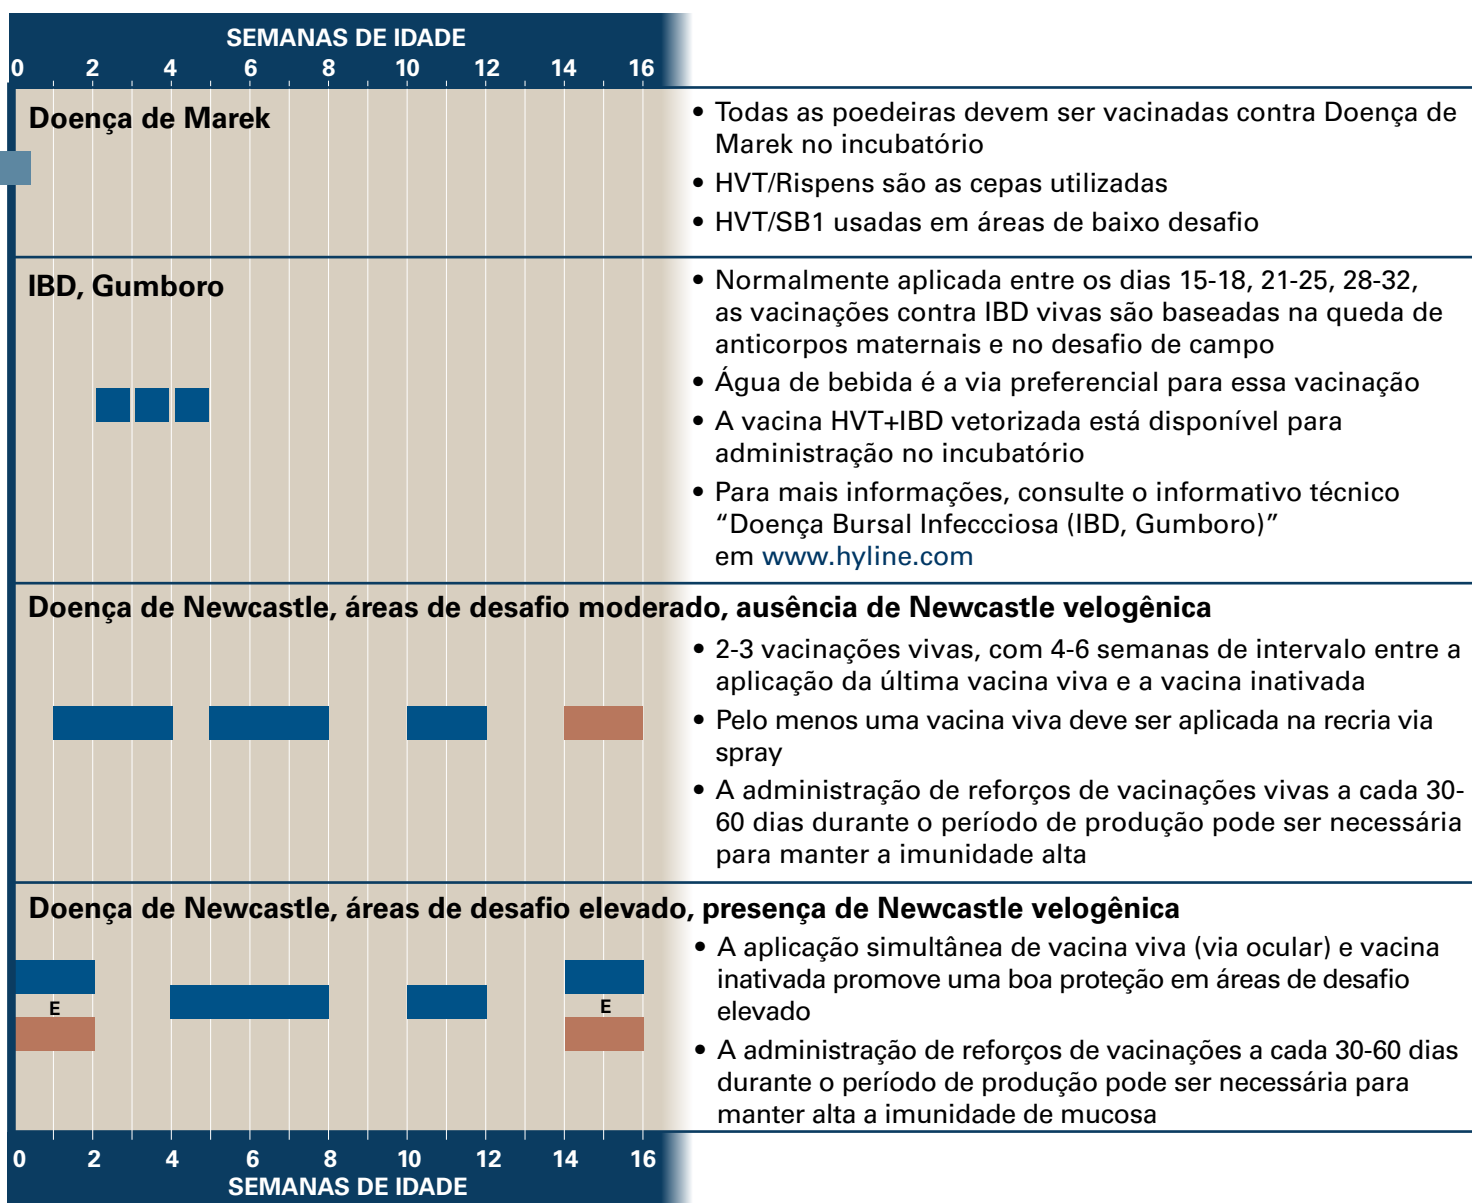 SEMANAS DE IDADE
0 2 4 6 8 10 12 14 16
Doença de Marek
• Todas as poedeiras devem ser vacinadas contra Doença de
Marek no incubatório
• HVT/Rispens são as cepas utilizadas
• HVT/SB1 usadas em áreas de baixo desafio
IBD, Gumboro
• Normalmente aplicada entre os dias 15-18, 21-25, 28-32,
as vacinações contra IBD vivas são baseadas na queda de
anticorpos maternais e no desafio de campo
• Água de bebida é a via preferencial para essa vacinação
• A vacina HVT+IBD vetorizada está disponível para
administração no incubatório
• Para mais informações, consulte o informativo técnico
“Doença Bursal Infeccciosa (IBD, Gumboro)”
em www.hyline.com
Doença de Newcastle, áreas de desafio moderado, ausência de Newcastle velogênica
• 2-3 vacinações vivas, com 4-6 semanas de intervalo entre a
aplicação da última vacina viva e a vacina inativada
• Pelo menos uma vacina viva deve ser aplicada na recria via
spray
• A administração de reforços de vacinações vivas a cada 30-
60 dias durante o período de produção pode ser necessária
para manter a imunidade alta
Doença de Newcastle, áreas de desafio elevado, presença de Newcastle velogênica
E E
• A aplicação simultânea de vacina viva (via ocular) e vacina
inativada promove uma boa proteção em áreas de desafio
elevado
• A administração de reforços de vacinações a cada 30-60 dias
durante o período de produção pode ser necessária para
manter alta a imunidade de mucosa
0 2 4 6 8 10 12 14 16
SEMANAS DE IDADE